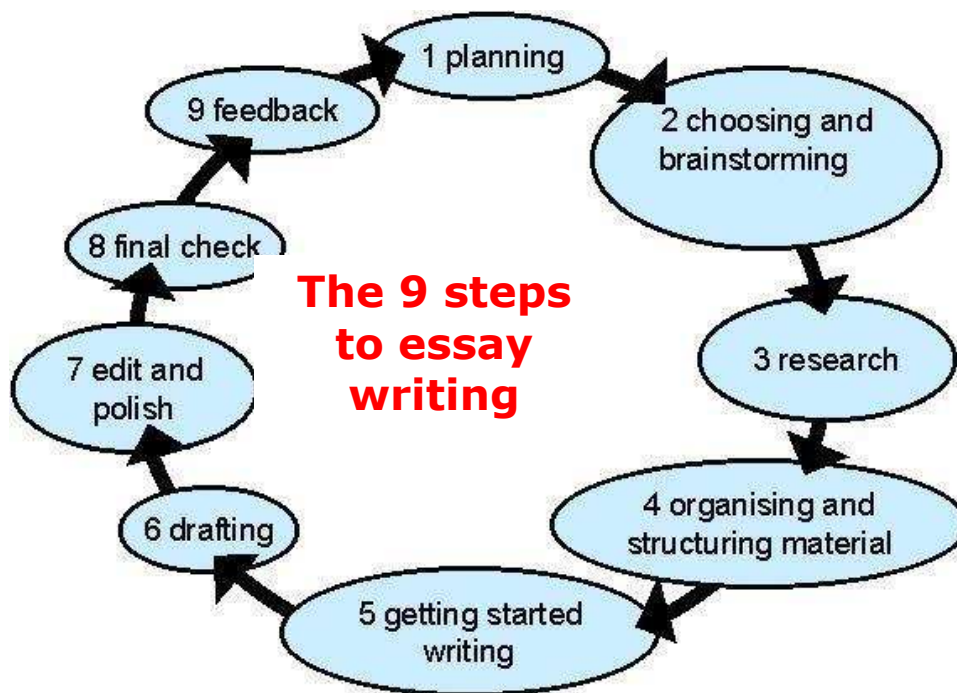 1 planning
2 choosing and
brainstorming
3 research
4 organising and
structuring material
5 getting started
writing
6 drafting
7 edit and
polish
8 final check
9 feedback
The 9 steps
to essay
writing